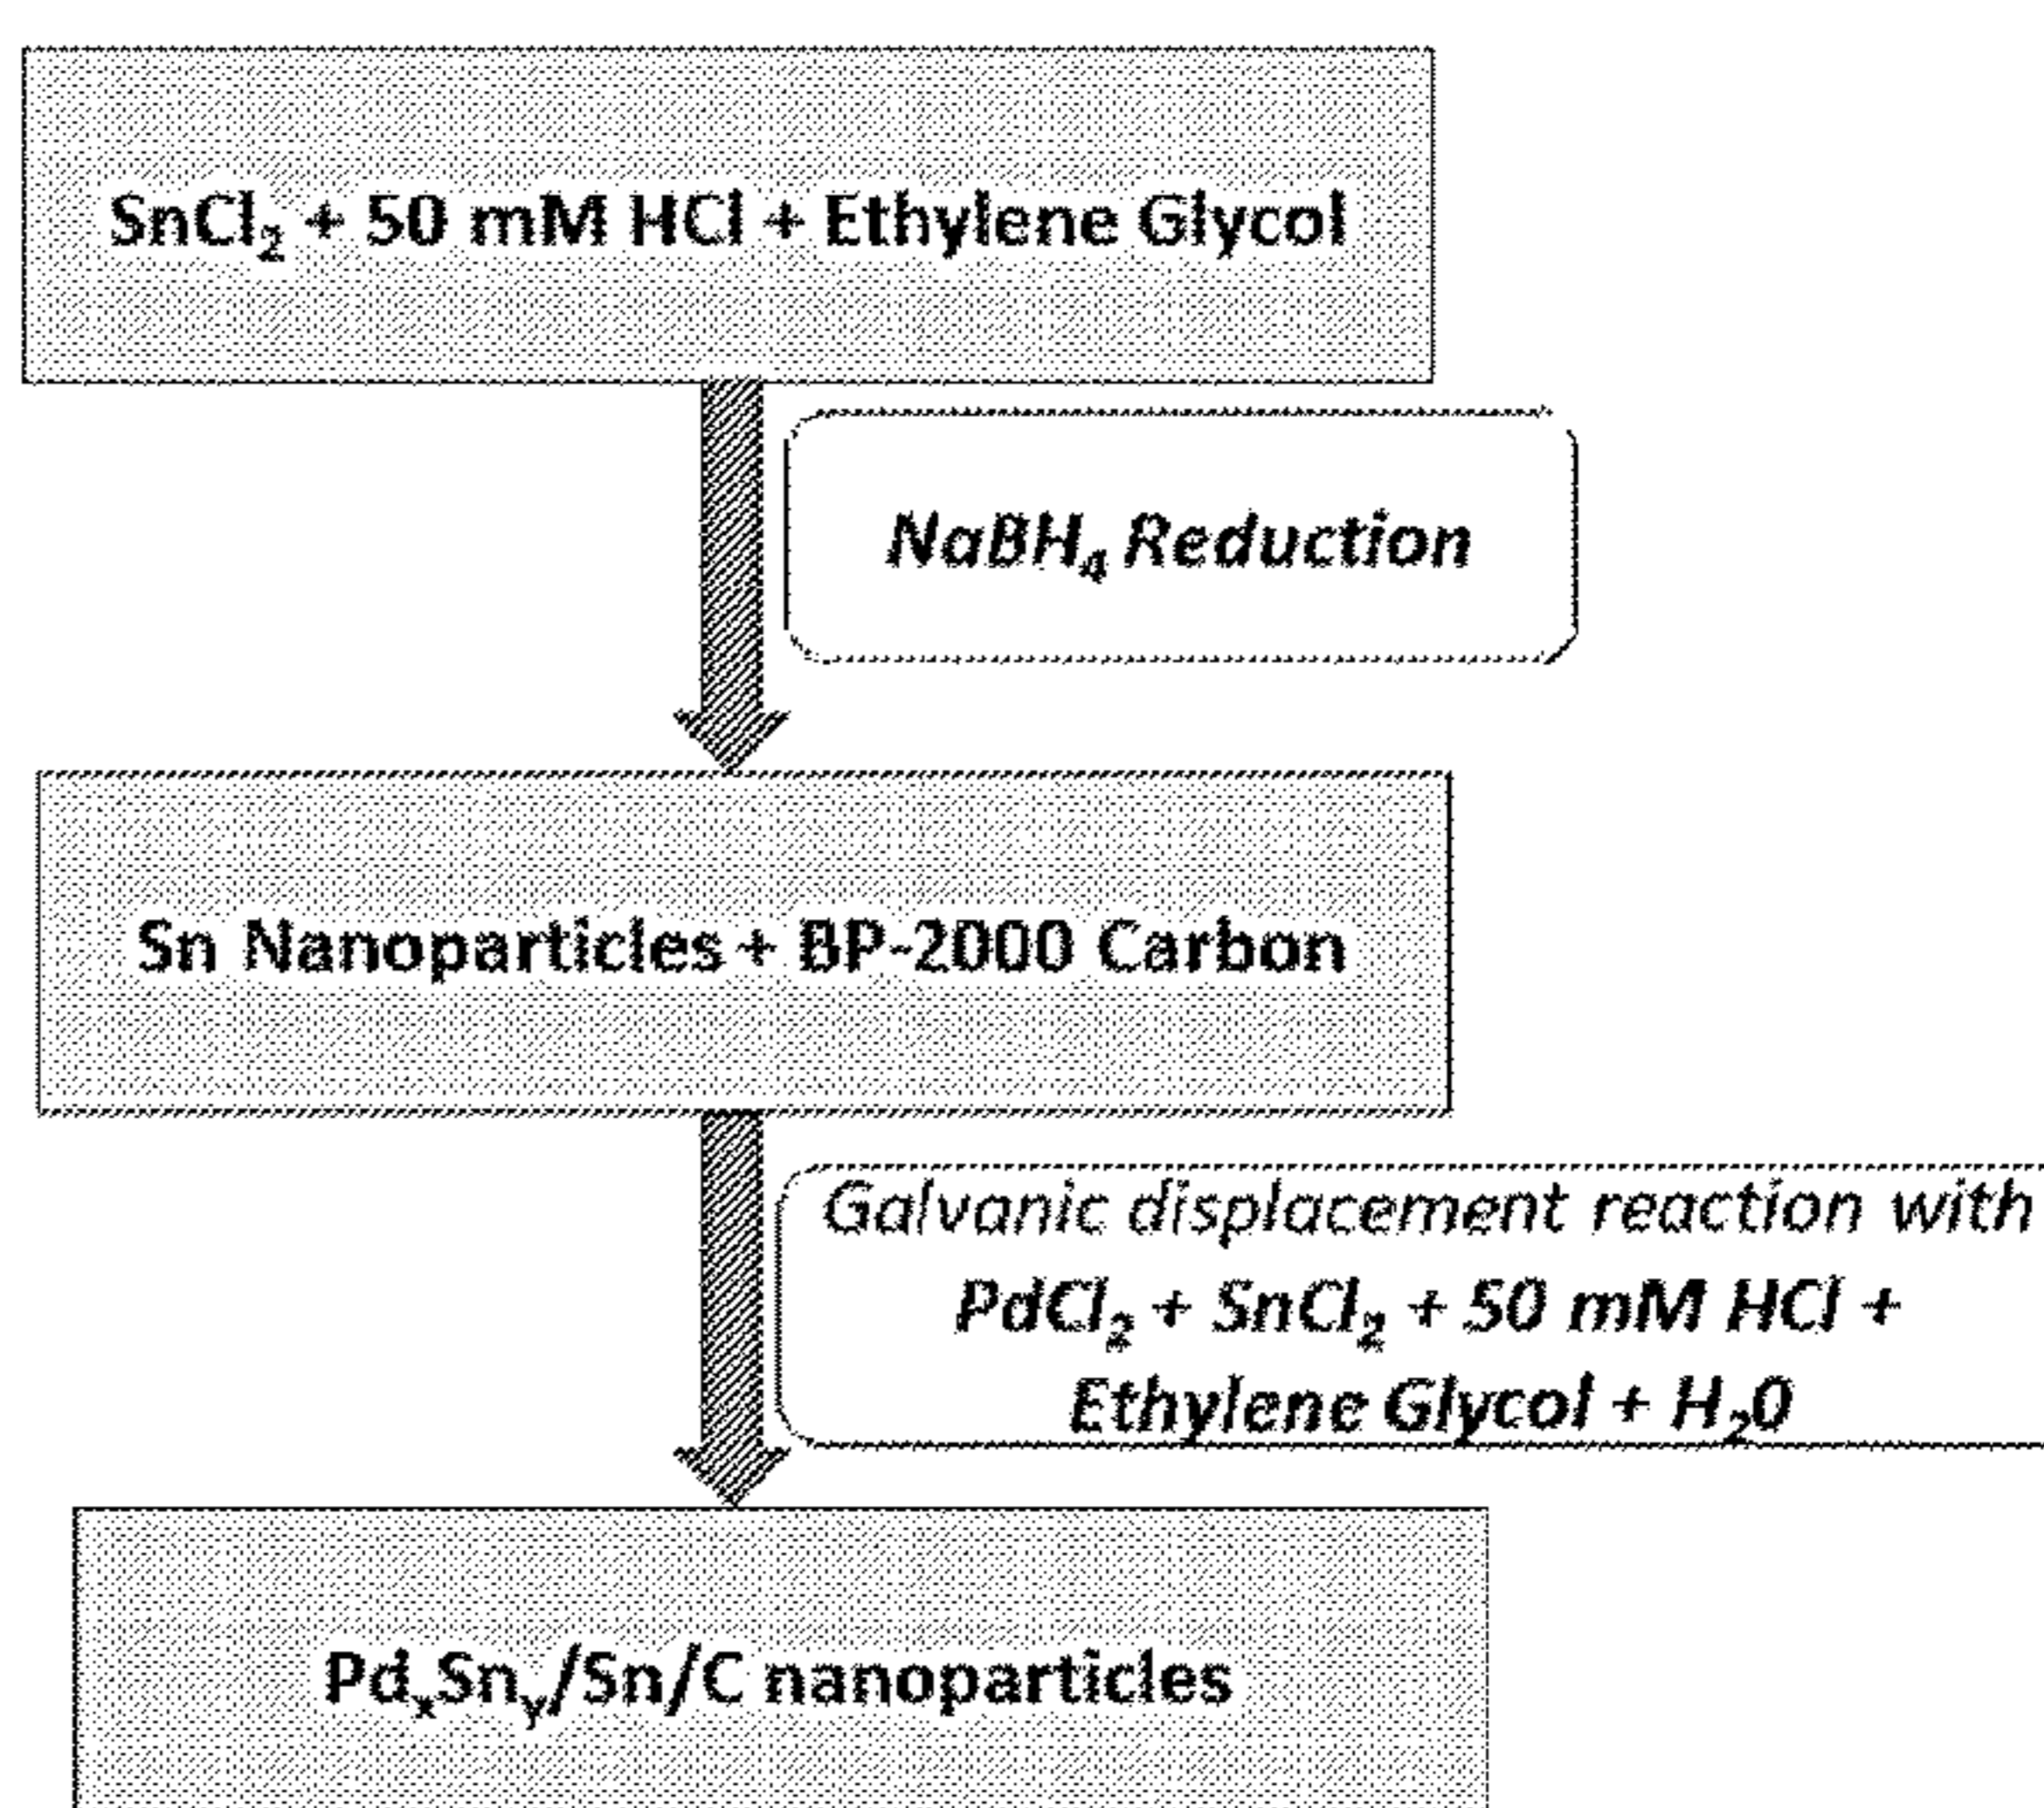 SnCl₂ + 50 mM HCl + Ethylene Glycol
NaBH₄ Reduction
Sn Nanoparticles + BP-2000 Carbon
Galvanic displacement reaction with
PdCl₂ + SnCl₂ + 50 mM HCl +
Ethylene Glycol + H₂0
PdₓSnᵧ/Sn/C nanoparticles